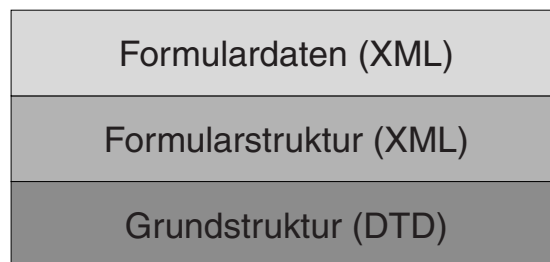 Formulardaten (XML)
Formularstruktur (XML)
Grundstruktur (DTD)